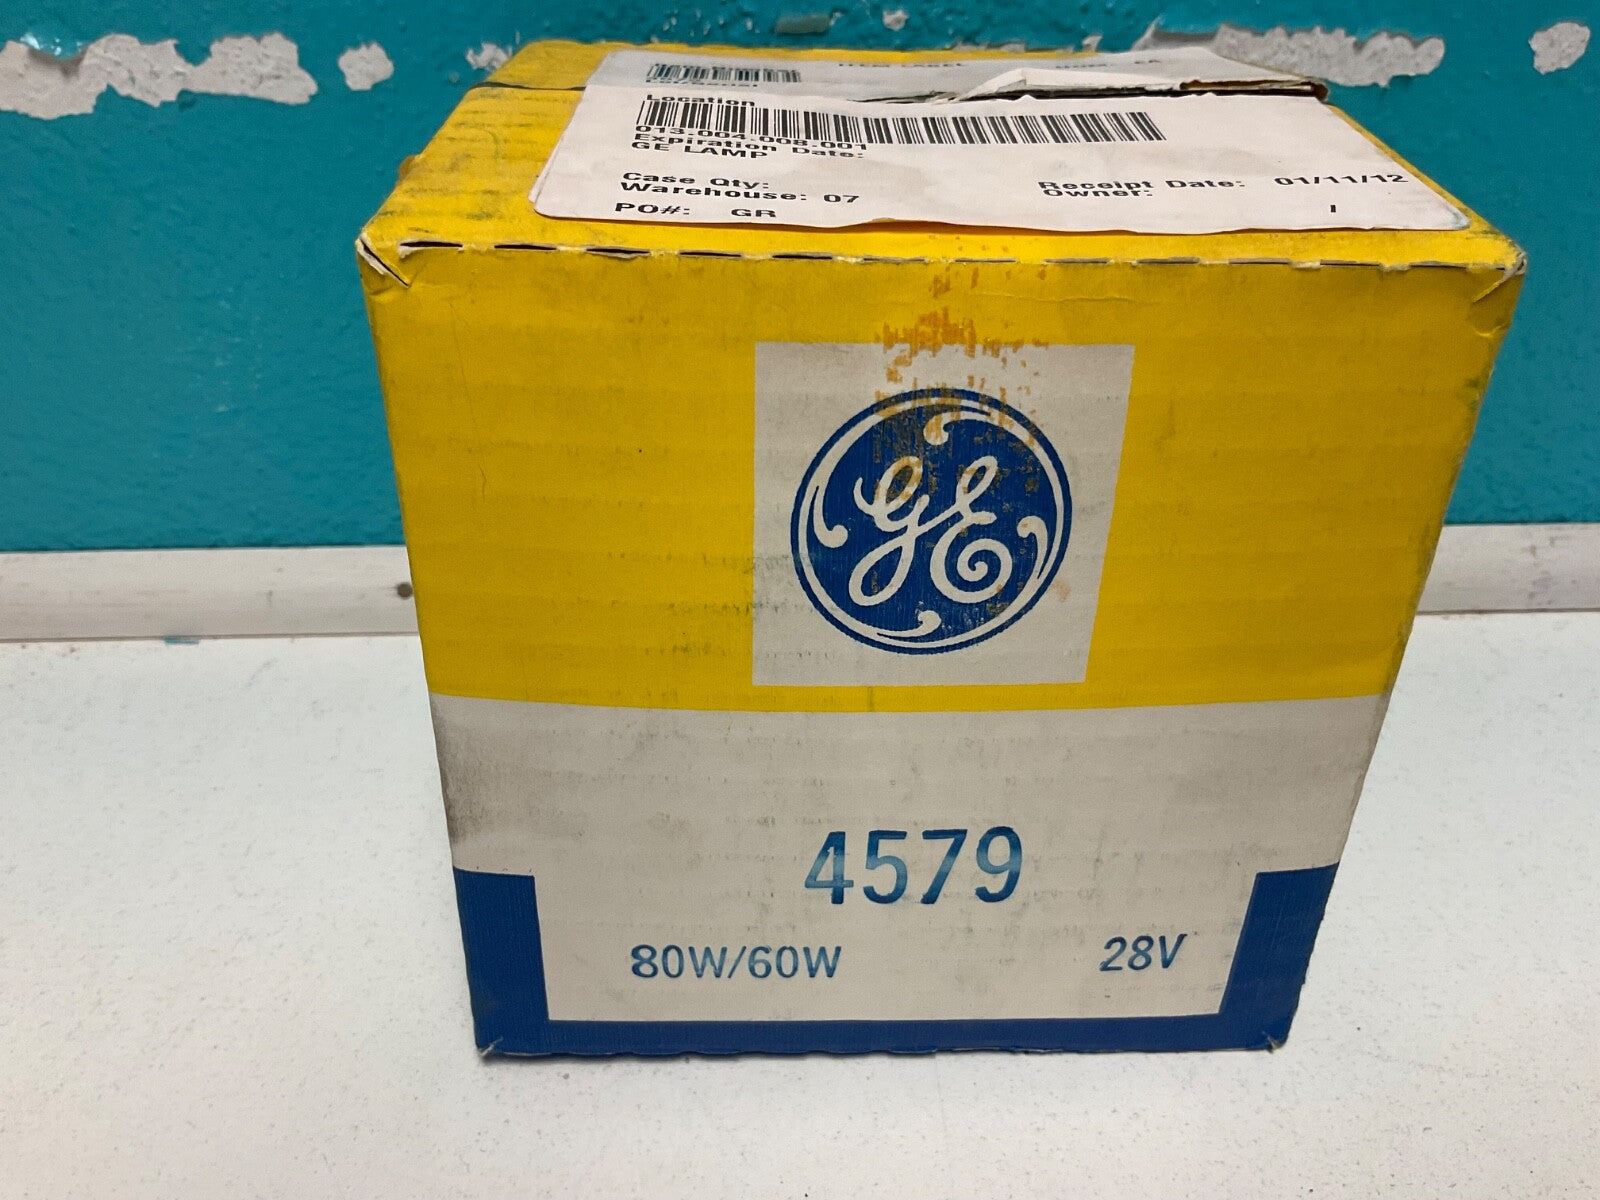 Location
013-004-008-001
Expiration Date:
GE LAMP
Case Qty:
Receipt Date: 01/11/12
Warehouse: 07
Owner:
PO#: GR
GE
4579
80W/60W 28V